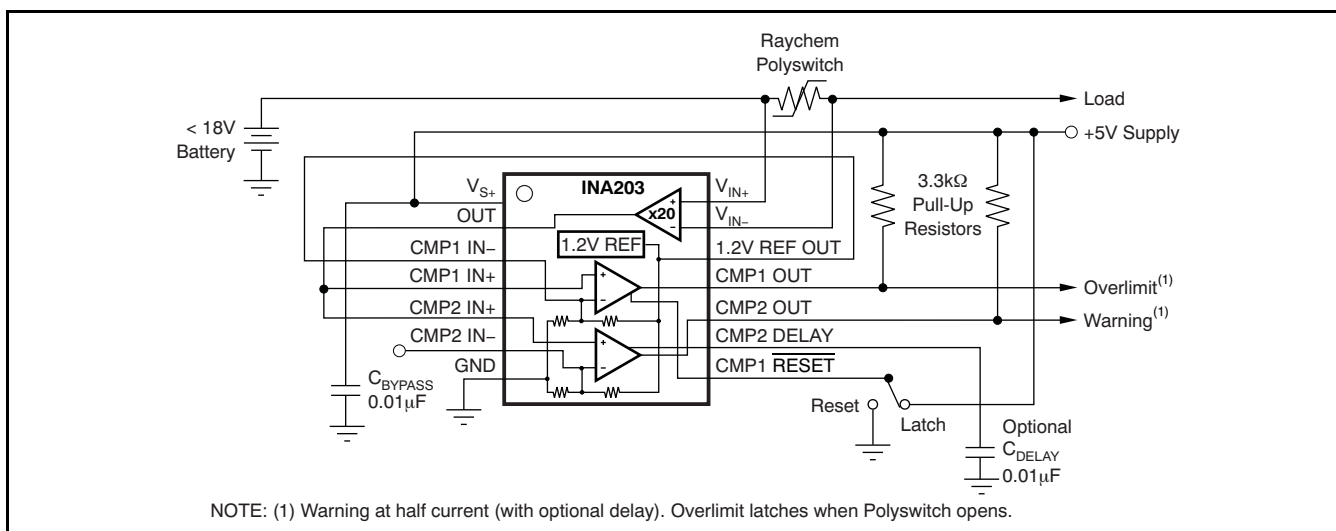 Raychem
Polyswitch
Load
< 18V
Battery
+5V Supply
V_S+
INA203
V_IN+
3.3kΩ
Pull-Up
Resistors
OUT
x20
V_IN–
CMP1 IN–
1.2V REF
1.2V REF OUT
CMP1 IN+
CMP1 OUT
Overlimit(1)
CMP2 IN+
CMP2 OUT
Warning(1)
CMP2 IN–
CMP2 DELAY
GND
CMP1 RESET
C_BYPASS
0.01μF
Reset
Latch
Optional
C_DELAY
0.01μF
NOTE: (1) Warning at half current (with optional delay). Overlimit latches when Polyswitch opens.